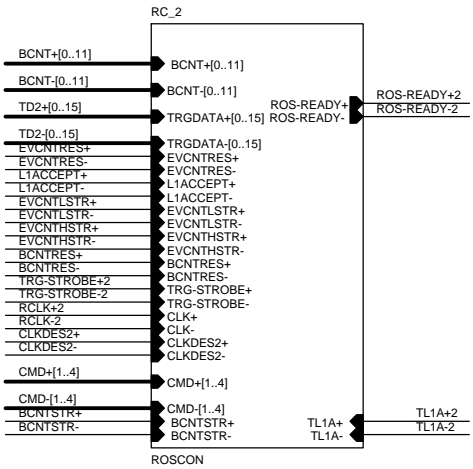 RC_2
BCNT+[0..11] BCNT+[0..11]
BCNT-[0..11] BCNT-[0..11]
ROS-READY+ ROS-READY+2
TD2+[0..15] TRGDATA+[0..15] ROS-READY- ROS-READY-2
TD2-[0..15] TRGDATA-[0..15]
EVCNTRES+ EVCNTRES+
EVCNTRES- EVCNTRES-
L1ACCEPT+ L1ACCEPT+
L1ACCEPT- L1ACCEPT-
EVCNTLSTR+ EVCNTLSTR+
EVCNTLSTR- EVCNTLSTR-
EVCNTHSTR+ EVCNTHSTR+
EVCNTHSTR- EVCNTHSTR-
BCNTRES+ BCNTRES+
BCNTRES- BCNTRES-
TRG-STROBE+2 TRG-STROBE+
TRG-STROBE-2 TRG-STROBE-
RCLK+2 CLK+
RCLK-2 CLK-
CLKDES2+ CLKDES2+
CLKDES2- CLKDES2-
CMD+[1..4] CMD+[1..4]
CMD-[1..4] CMD-[1..4]
BCNTSTR+ BCNTSTR+ TL1A+ TL1A+2
BCNTSTR- BCNTSTR- TL1A- TL1A-2
ROSCON